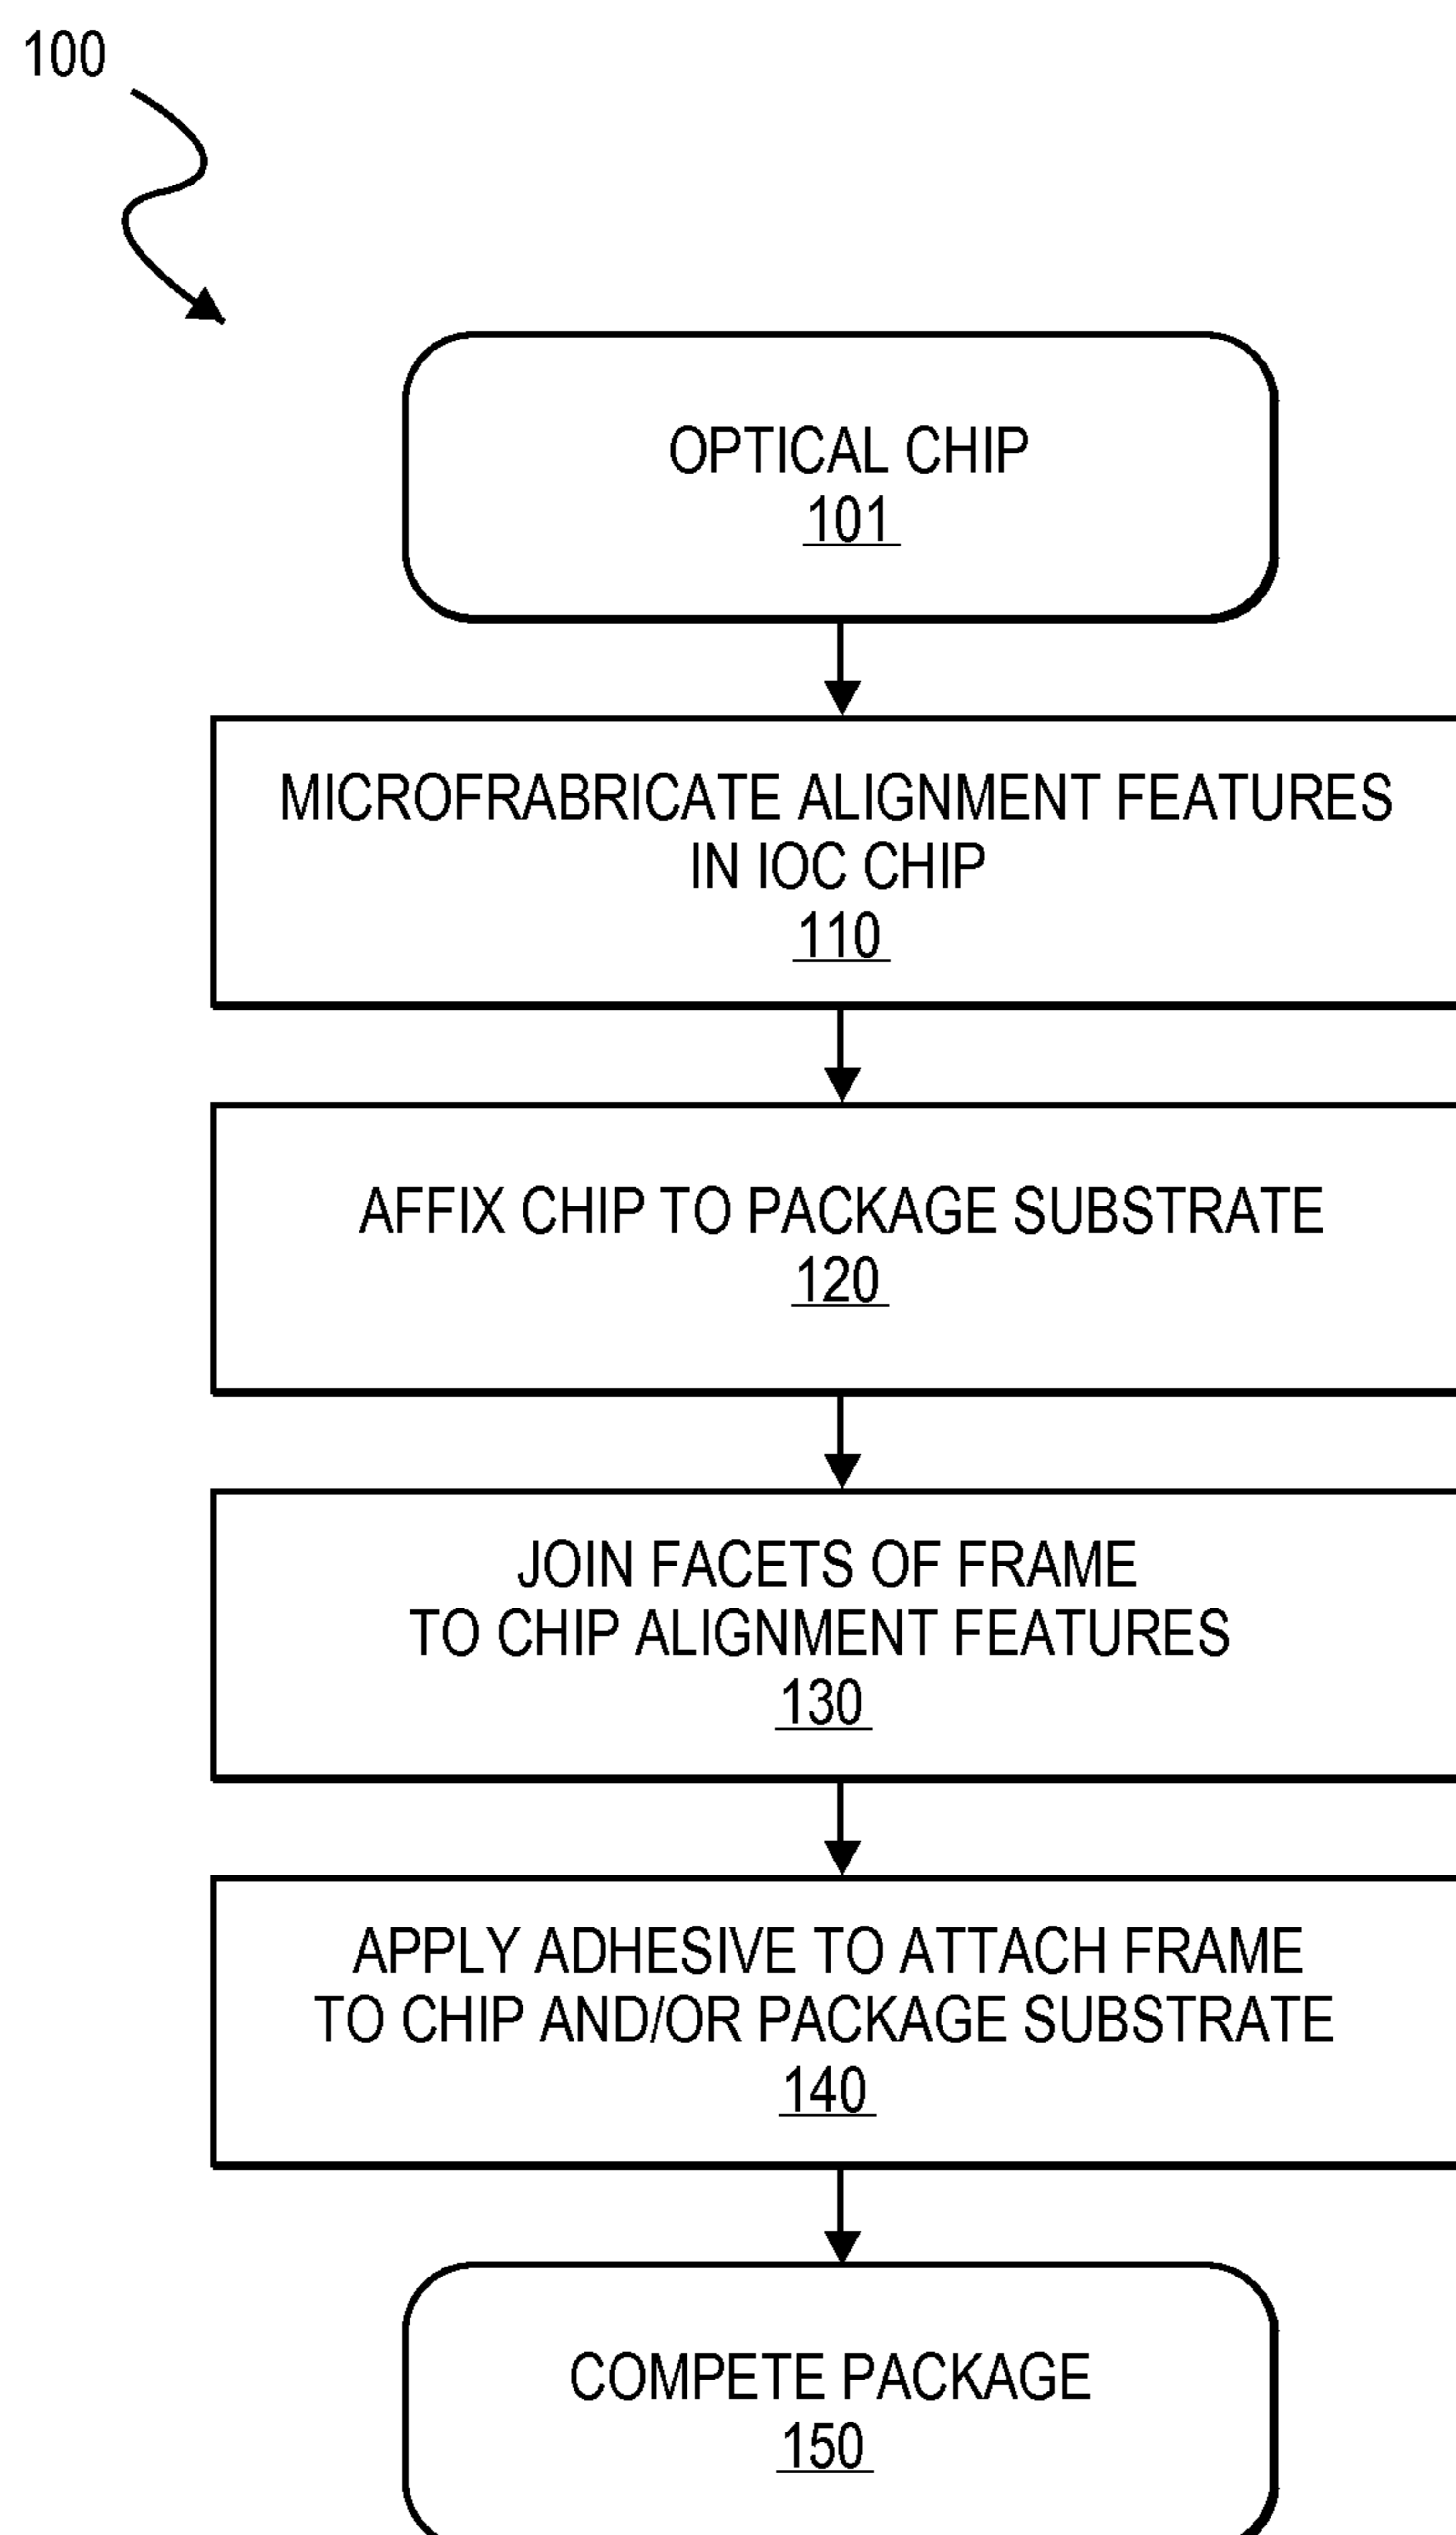 100
OPTICAL CHIP
101
MICROFRABRICATE ALIGNMENT FEATURES
IN IOC CHIP
110
AFFIX CHIP TO PACKAGE SUBSTRATE
120
JOIN FACETS OF FRAME
TO CHIP ALIGNMENT FEATURES
130
APPLY ADHESIVE TO ATTACH FRAME
TO CHIP AND/OR PACKAGE SUBSTRATE
140
COMPETE PACKAGE
150